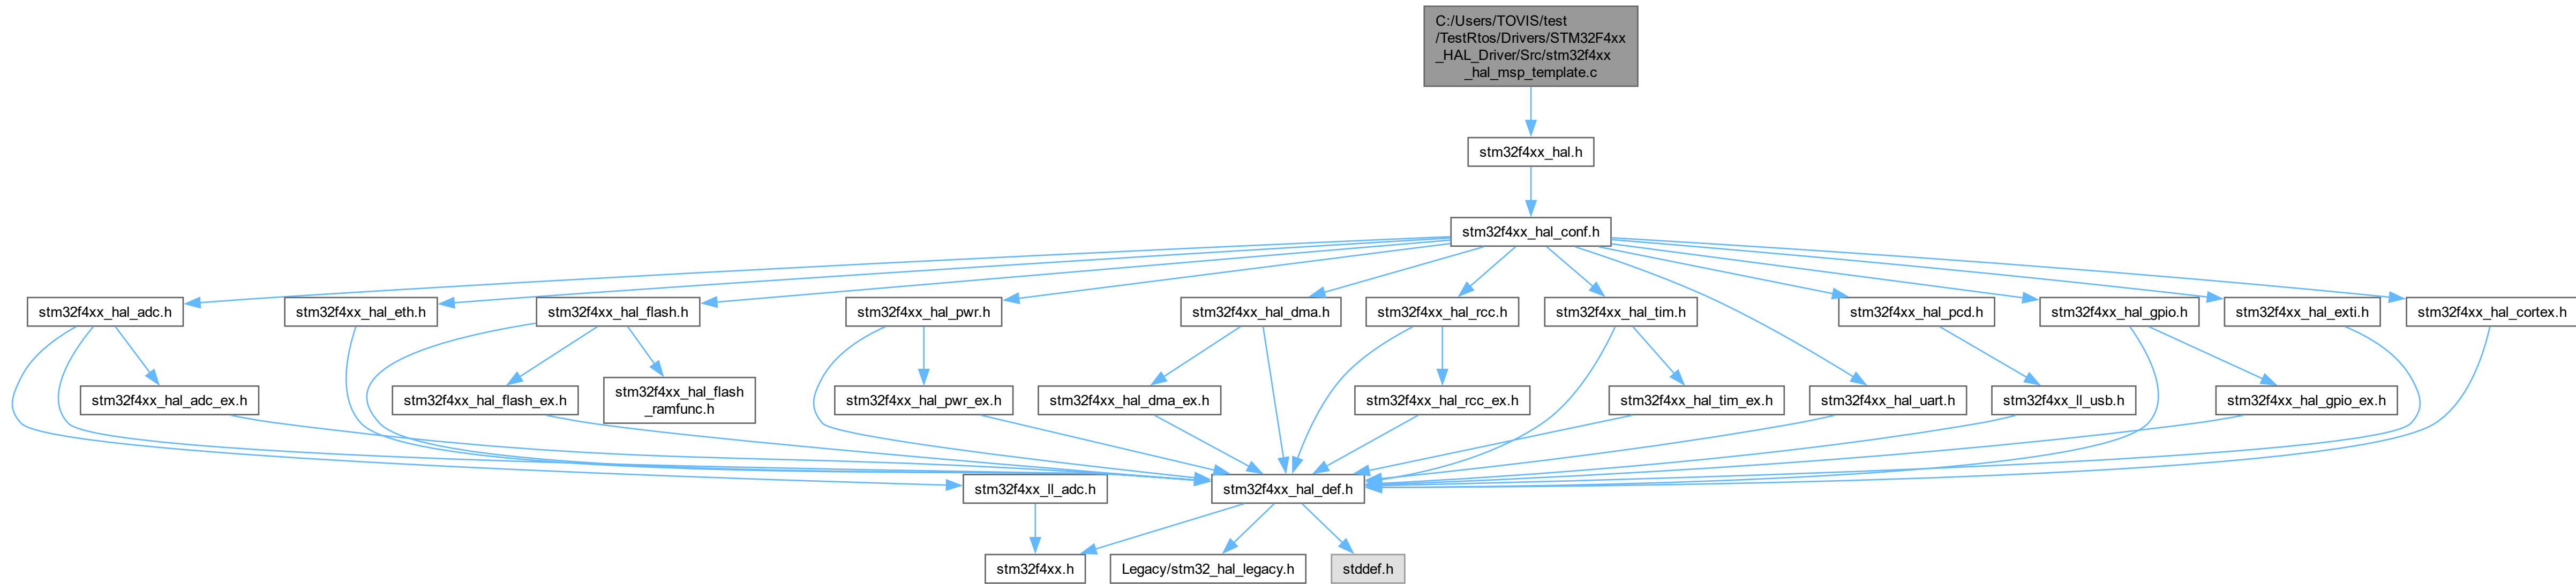 C:/Users/TOVIS/test
/TestRtos/Drivers/STM32F4xx
_HAL_Driver/Src/stm32f4xx
_hal_msp_template.c
stm32f4xx_hal.h
stm32f4xx_hal_conf.h
stm32f4xx_hal_adc.h
stm32f4xx_hal_eth.h
stm32f4xx_hal_flash.h
stm32f4xx_hal_pwr.h
stm32f4xx_hal_dma.h
stm32f4xx_hal_rcc.h
stm32f4xx_hal_tim.h
stm32f4xx_hal_pcd.h
stm32f4xx_hal_gpio.h
stm32f4xx_hal_exti.h
stm32f4xx_hal_cortex.h
stm32f4xx_hal_adc_ex.h
stm32f4xx_hal_flash_ex.h
stm32f4xx_hal_flash
_ramfunc.h
stm32f4xx_hal_pwr_ex.h
stm32f4xx_hal_dma_ex.h
stm32f4xx_hal_rcc_ex.h
stm32f4xx_hal_tim_ex.h
stm32f4xx_hal_uart.h
stm32f4xx_ll_usb.h
stm32f4xx_hal_gpio_ex.h
stm32f4xx_ll_adc.h
stm32f4xx_hal_def.h
stm32f4xx.h
Legacy/stm32_hal_legacy.h
stddef.h